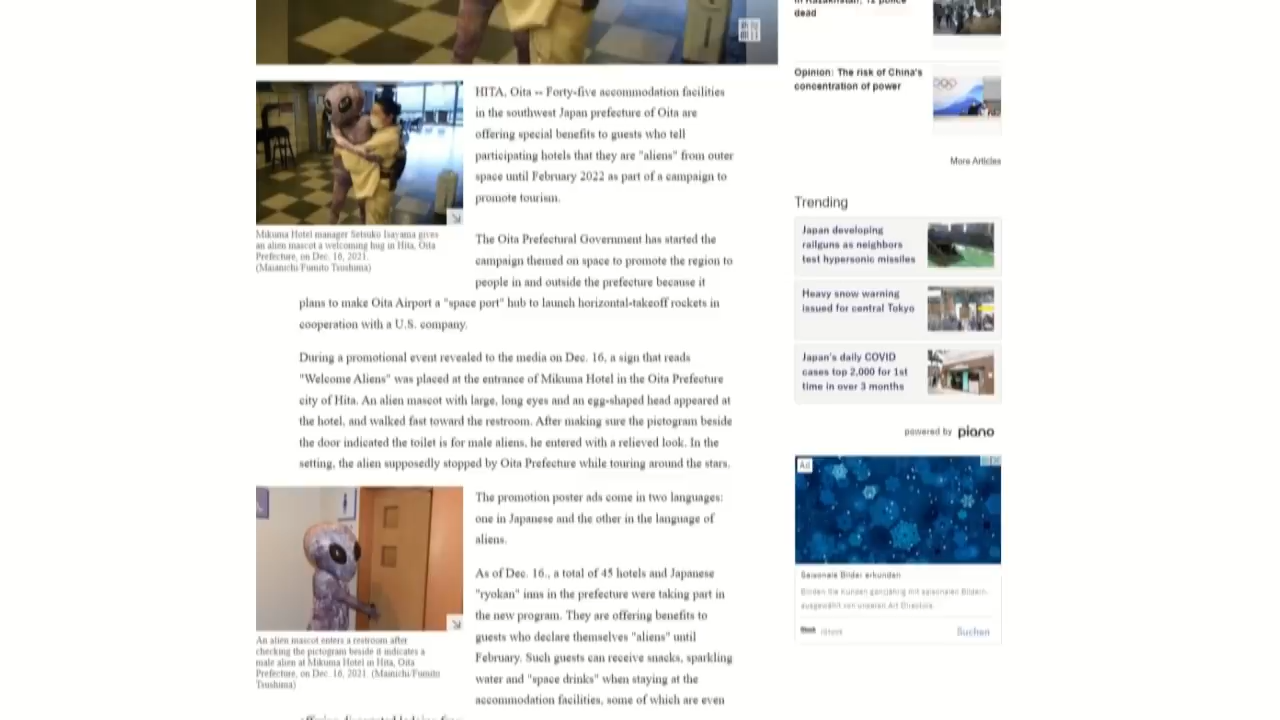 dead
Opinion: The risk of China's
concentration of power
More Articles
HITA, Oita -- Forty-five accommodation facilities
in the southwest Japan prefecture of Oita are
offering special benefits to guests who tell
participating hotels that they are "aliens" from outer
space until February 2022 as part of a campaign to
promote tourism.
Mikuma Hotel manager Setsuko Isayama gives
an alien mascot a welcoming hug in Hita, Oita
Prefecture, on Dec. 16, 2021.
(Mainichi/Fumito Tsushima)
The Oita Prefectural Government has started the
campaign themed on space to promote the region to
people in and outside the prefecture because it
plans to make Oita Airport a "space port" hub to launch horizontal-takeoff rockets in
cooperation with a U.S. company.
During a promotional event revealed to the media on Dec. 16, a sign that reads
"Welcome Aliens" was placed at the entrance of Mikuma Hotel in the Oita Prefecture
city of Hita. An alien mascot with large, long eyes and an egg-shaped head appeared at
the hotel, and walked fast toward the restroom. After making sure the pictogram beside
the door indicated the toilet is for male aliens, he entered with a relieved look. In the
setting, the alien supposedly stopped by Oita Prefecture while touring around the stars.
The promotion poster ads come in two languages:
one in Japanese and the other in the language of
aliens.
As of Dec. 16., a total of 45 hotels and Japanese
"ryokan" inns in the prefecture were taking part in
the new program. They are offering benefits to
guests who declare themselves "aliens" until
February. Such guests can receive snacks, sparkling
water and "space drinks" when staying at the
accommodation facilities, some of which are even
An alien mascot enters a restroom after
checking the pictogram beside it indicates a
male alien at Mikuma Hotel in Hita, Oita
Prefecture, on Dec. 16, 2021. (Mainichi/Fumito
Tsushima)
Trending
Japan developing
railguns as neighbors
test hypersonic missiles
Heavy snow warning
issued for central Tokyo
Japan's daily COVID
cases top 2,000 for 1st
time in over 3 months
powered by piano
Ad
Saisonale Bilder erkunden
Binden Sie Kunden ganzjährig mit saisonalen Bildern,
ausgewählt von unseren Art Directors.
iStock
Suchen